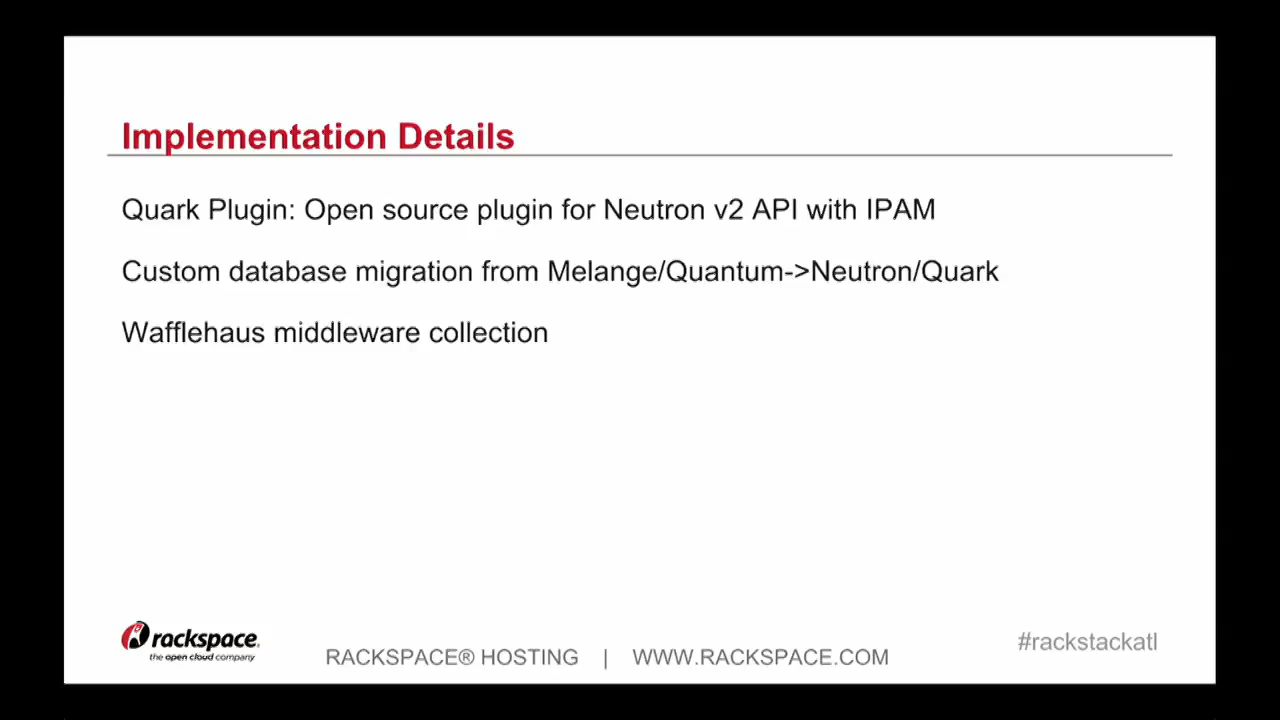 Implementation Details
Quark Plugin: Open source plugin for Neutron v2 API with IPAM
Custom database migration from Melange/Quantum->Neutron/Quark
Wafflehaus middleware collection
rackspace.
the open cloud company
RACKSPACE® HOSTING | WWW.RACKSPACE.COM
#rackstackatl